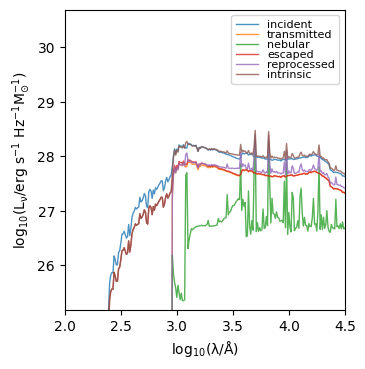 incident
transmitted
nebular
escaped
reprocessed
intrinsic
30
29
28
27
26
log₁₀(Lν/erg s⁻¹ Hz⁻¹M⊙⁻¹)
2.0 2.5 3.0 3.5 4.0 4.5
log₁₀(λ/Å)